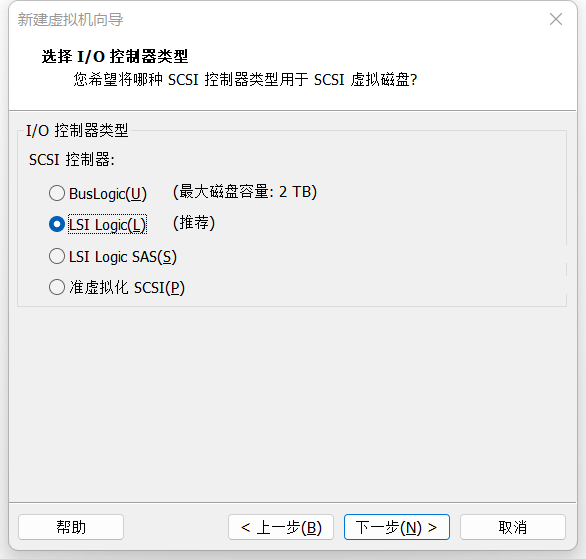 新建虚拟机向导
选择 I/O 控制器类型
您希望将哪种 SCSI 控制器类型用于 SCSI 虚拟磁盘?
I/O 控制器类型
SCSI 控制器:
BusLogic(U) (最大磁盘容量: 2 TB)
LSI Logic(L) (推荐)
LSI Logic SAS(S)
准虚拟化 SCSI(P)
帮助 < 上一步(B) 下一步(N) > 取消